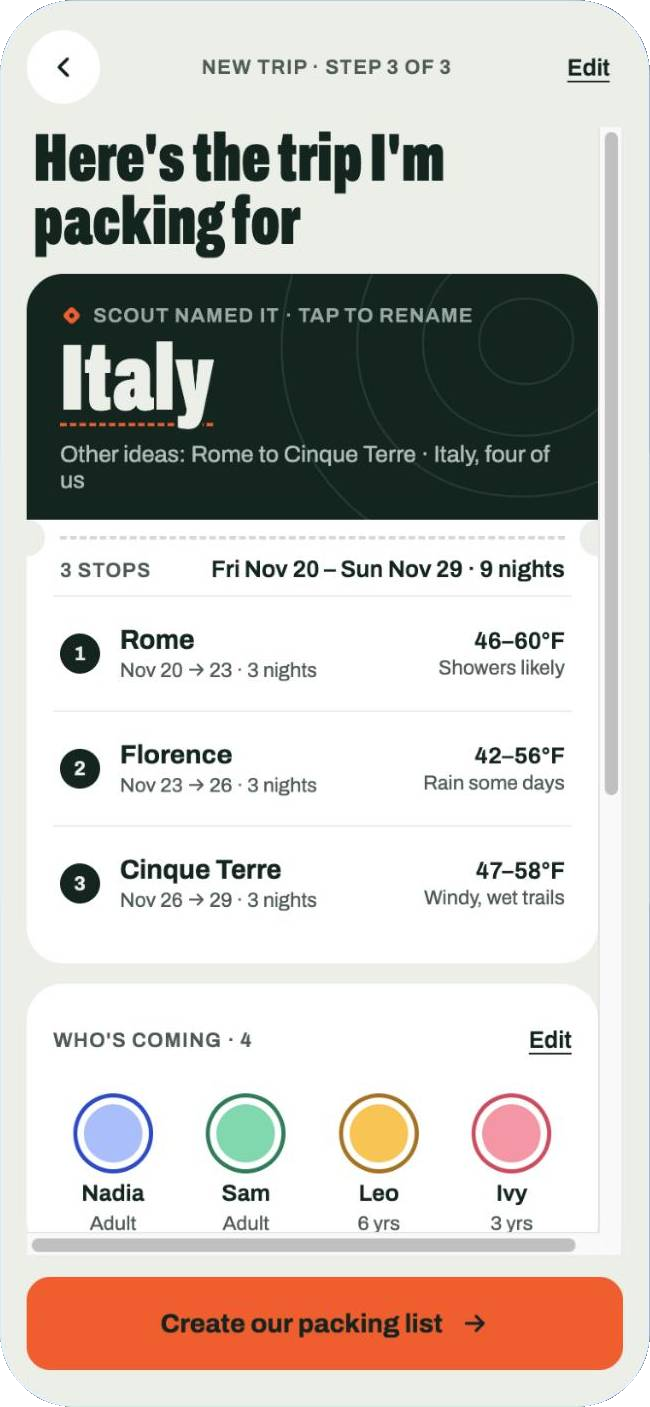 NEW TRIP · STEP 3 OF 3
Edit
Here's the trip I'm
packing for
SCOUT NAMED IT · TAP TO RENAME
Italy
Other ideas: Rome to Cinque Terre · Italy, four of
us
3 STOPS
Fri Nov 20 – Sun Nov 29 · 9 nights
1
Rome
46–60°F
Nov 20 → 23 · 3 nights
Showers likely
2
Florence
42–56°F
Nov 23 → 26 · 3 nights
Rain some days
3
Cinque Terre
47–58°F
Nov 26 → 29 · 3 nights
Windy, wet trails
WHO'S COMING · 4
Edit
Nadia
Sam
Leo
Ivy
Adult
Adult
6 yrs
3 yrs
Create our packing list →